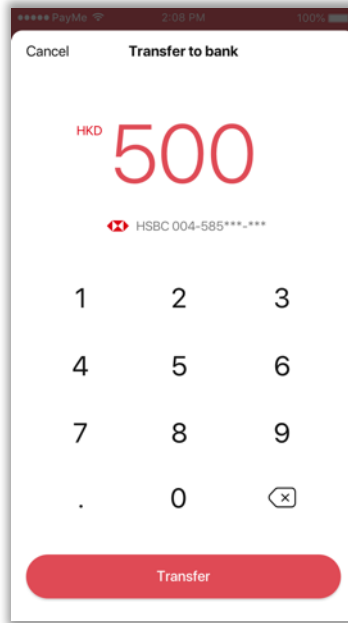 PayMe 2:08 PM 100%
Cancel Transfer to bank
HKD 500
HSBC 004-585***-***
1 2 3
4 5 6
7 8 9
. 0
Transfer